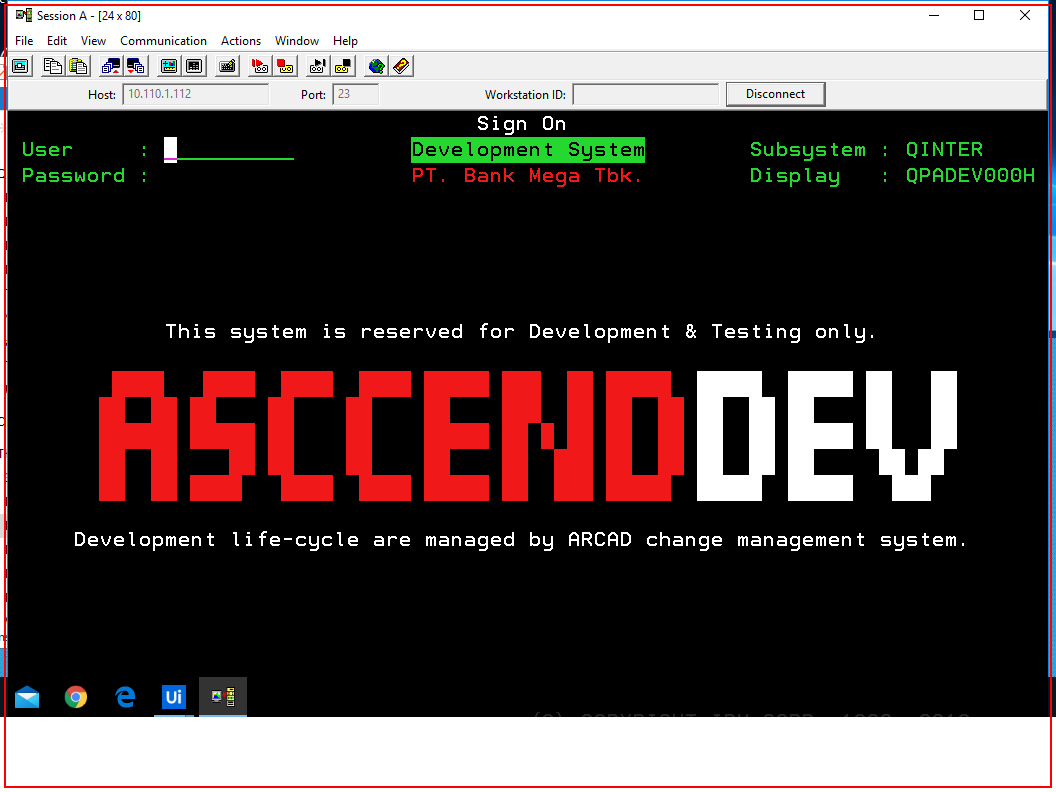 Session A - [24 x 80]
File Edit View Communication Actions Window Help
Host: 10.110.1.112 Port: 23 Workstation ID: Disconnect
Sign On
User : Development System Subsystem : QINTER
Password : PT. Bank Mega Tbk. Display : QPADEV000H
This system is reserved for Development & Testing only.
ASCCENDDEV
Development life-cycle are managed by ARCAD change management system.
Ui